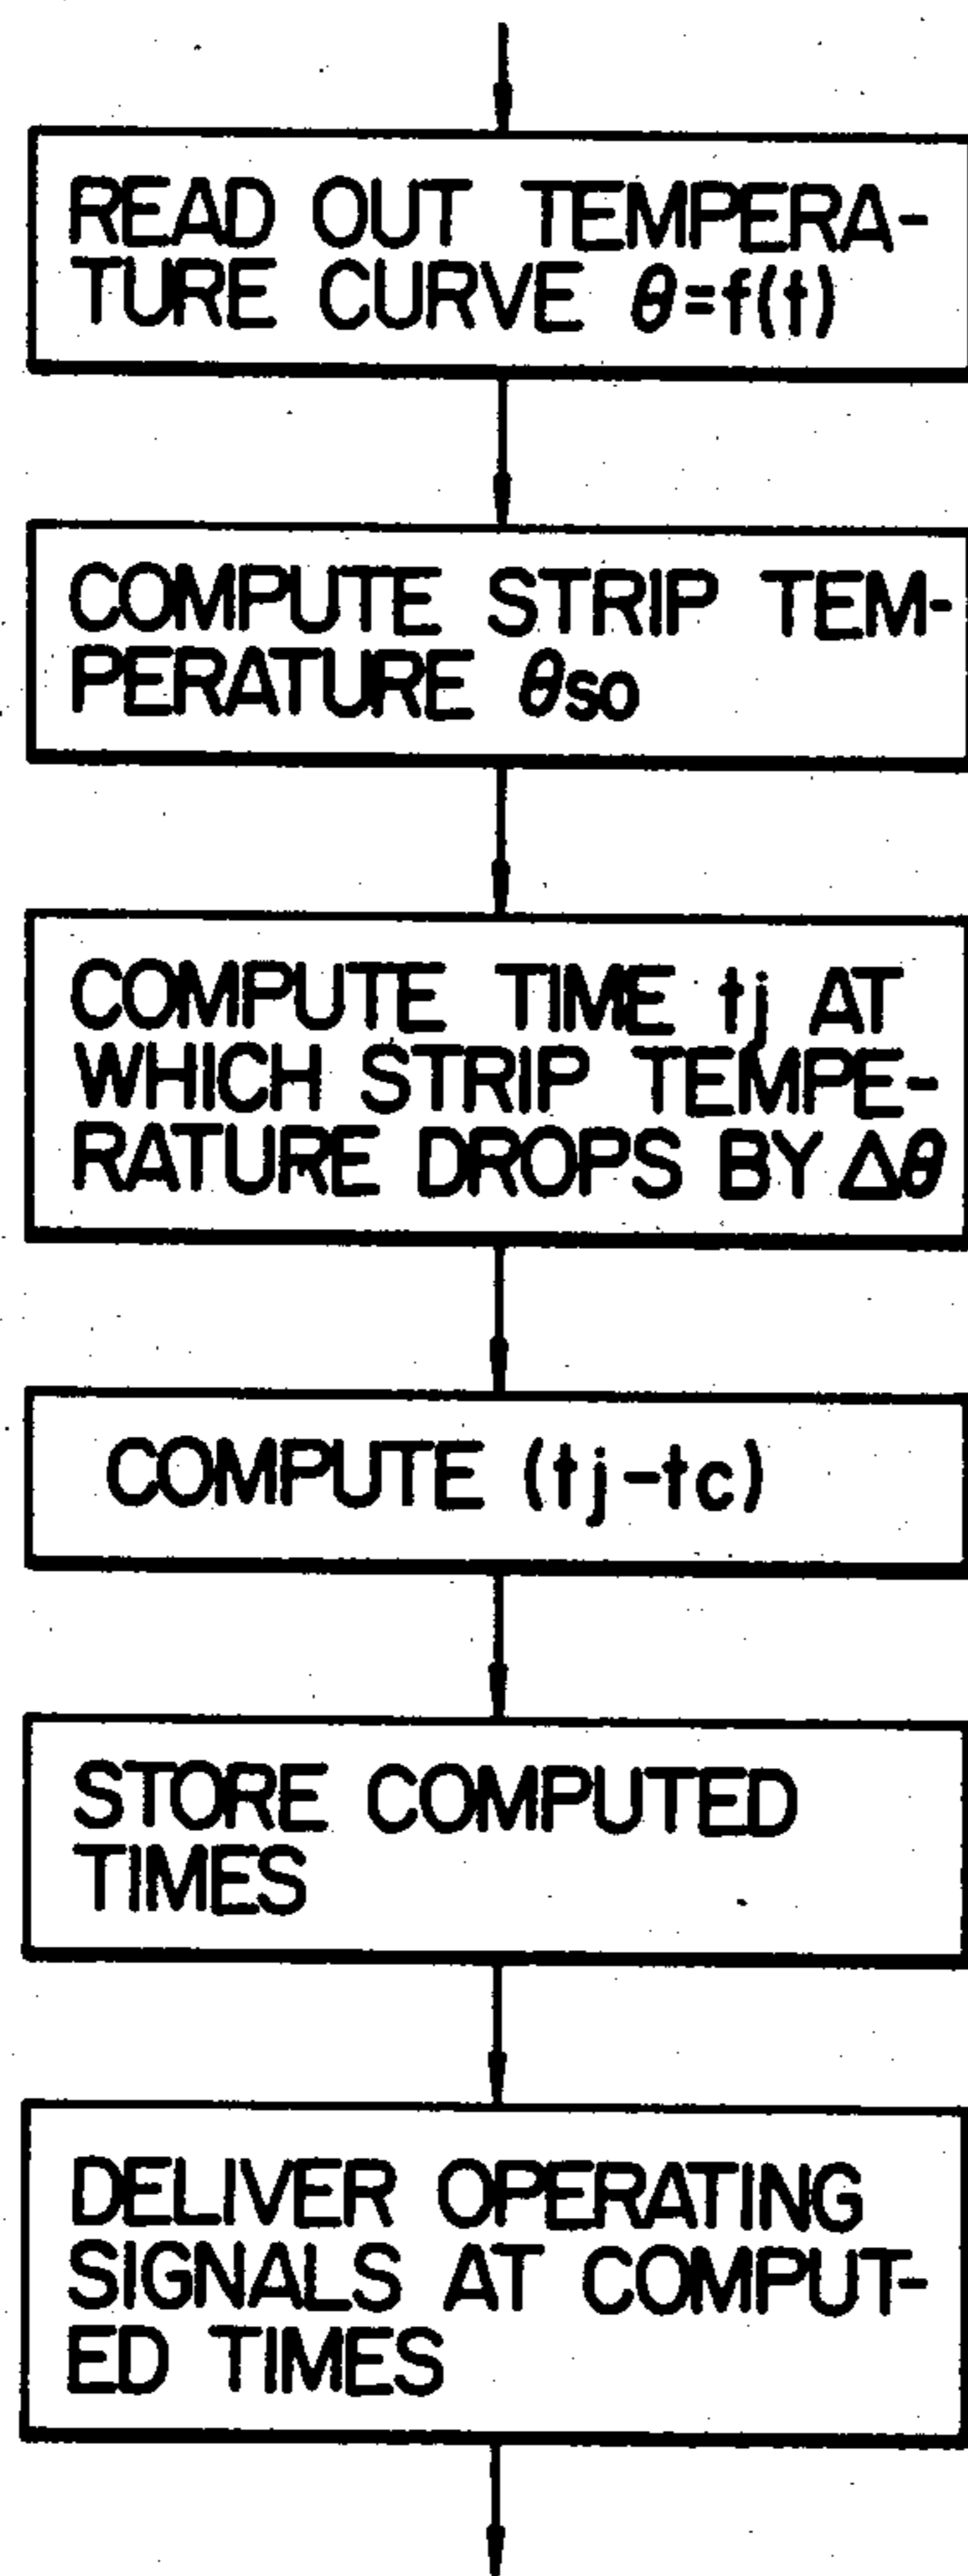 READ OUT TEMPERA-
TURE CURVE θ=f(t)
COMPUTE STRIP TEM-
PERATURE θso
COMPUTE TIME tj AT
WHICH STRIP TEMPE-
RATURE DROPS BY Δθ
COMPUTE (tj-tc)
STORE COMPUTED
TIMES
DELIVER OPERATING
SIGNALS AT COMPUT-
ED TIMES